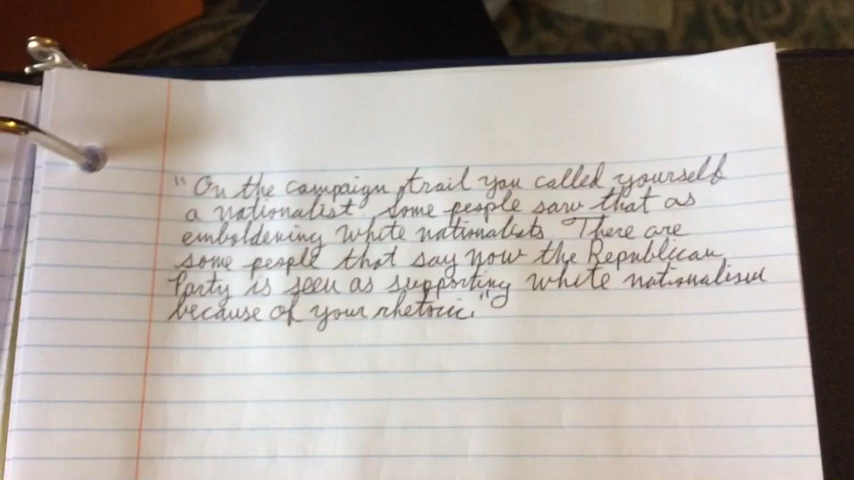 "On the campaign trail you called yourself
a nationalist. Some people saw that as
emboldening white nationalists. There are
some people that say now the Republican
Party is seen as supporting white nationalism
because of your rhetoric."